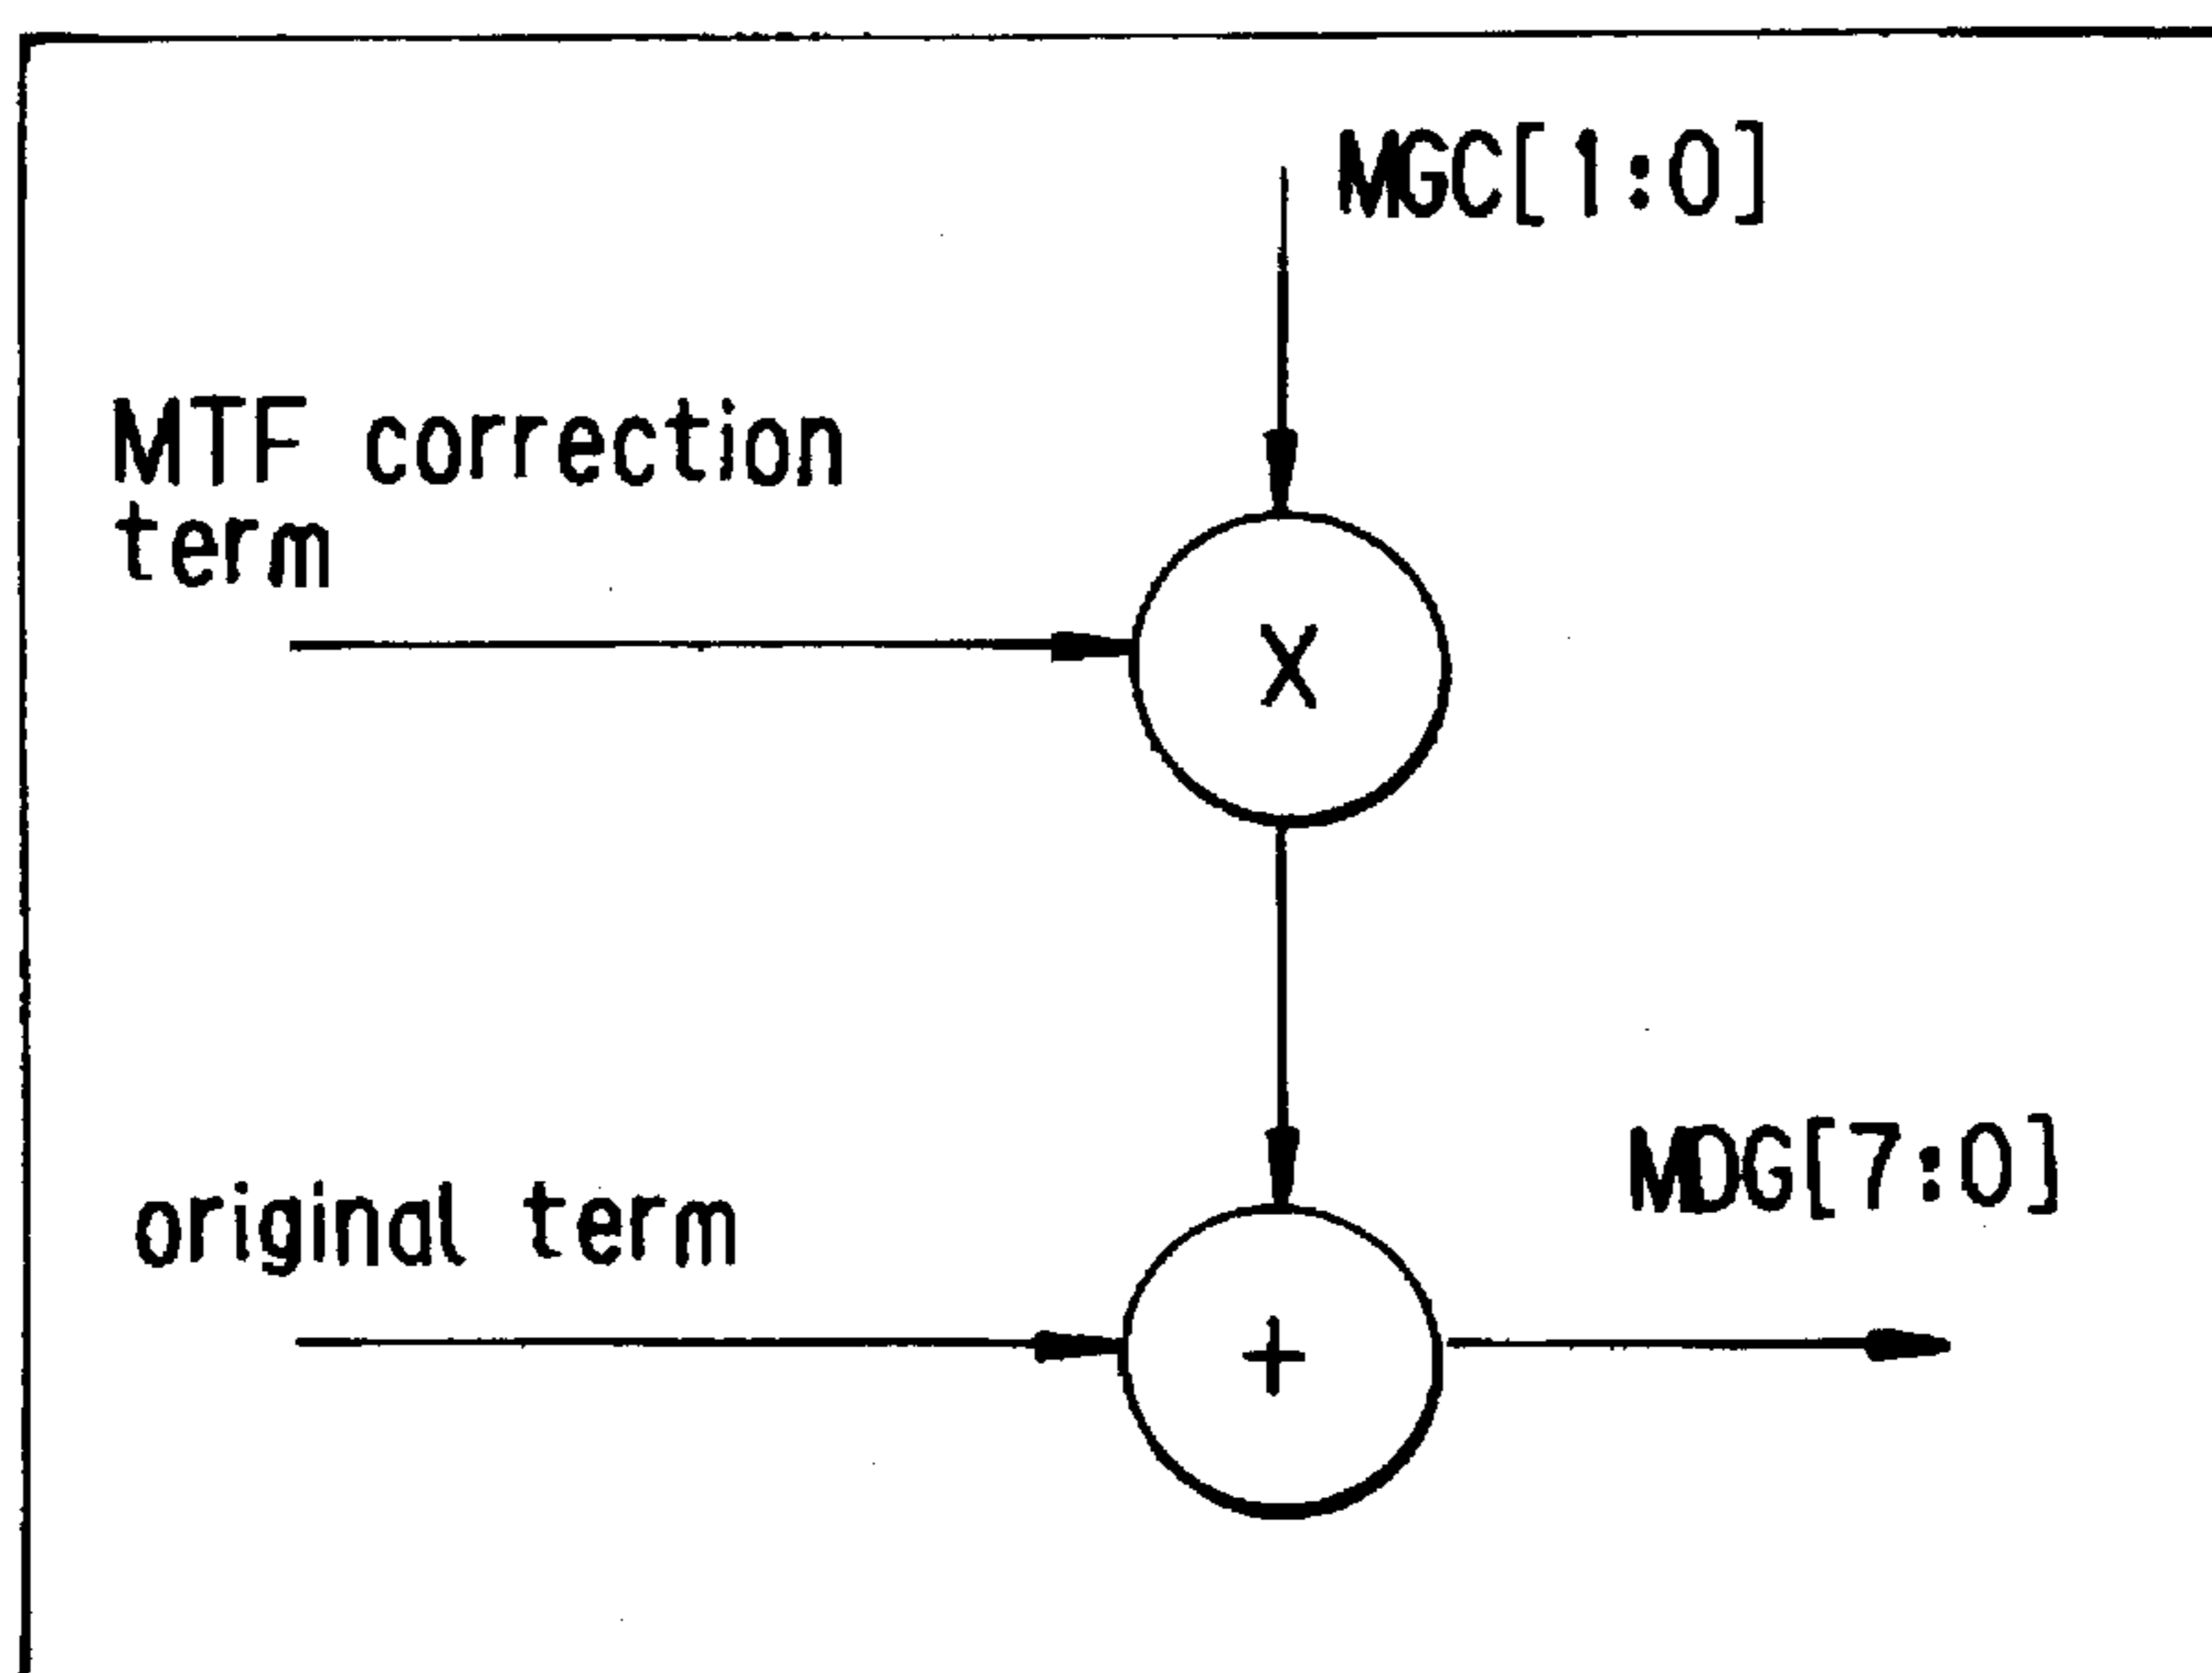 MGC[1:0]
MTF correction
term
X
MDG[7:0]
original term
+